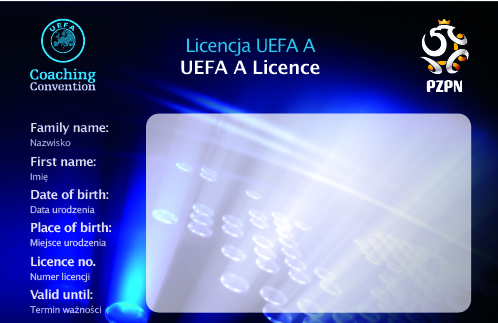 UEFA
Coaching
Convention
Licencja UEFA A
UEFA A Licence
PZPN
Family name:
Nazwisko
First name:
Imię
Date of birth:
Data urodzenia
Place of birth:
Miejsce urodzenia
Licence no.
Numer licencji
Valid until:
Termin ważności